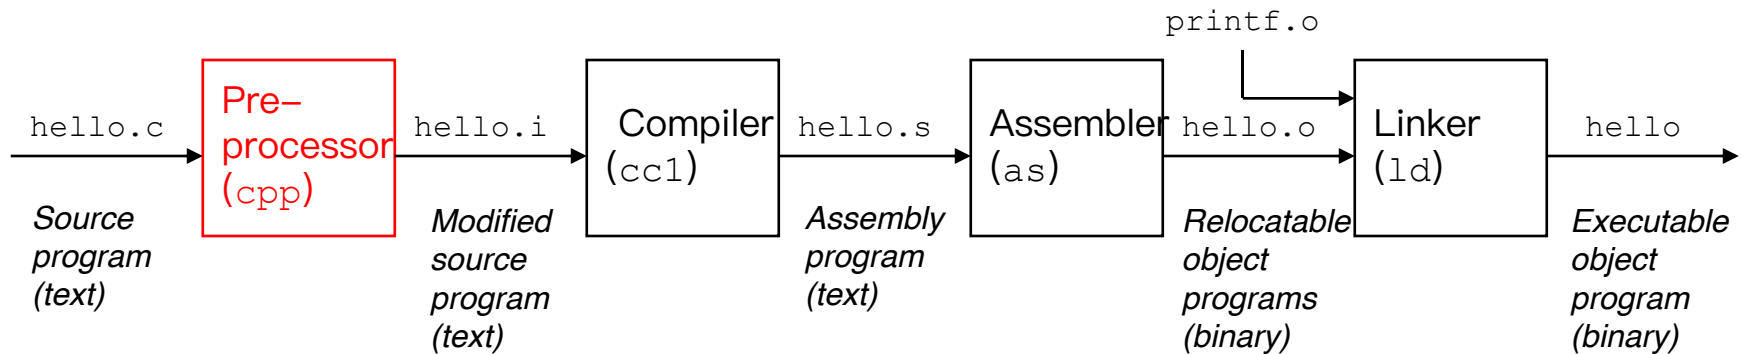 printf.o
hello.c
Pre-
processor
(cpp)
hello.i
Compiler
(cc1)
hello.s
Assembler
(as)
hello.o
Linker
(ld)
hello
Source
program
(text)
Modified
source
program
(text)
Assembly
program
(text)
Relocatable
object
programs
(binary)
Executable
object
program
(binary)